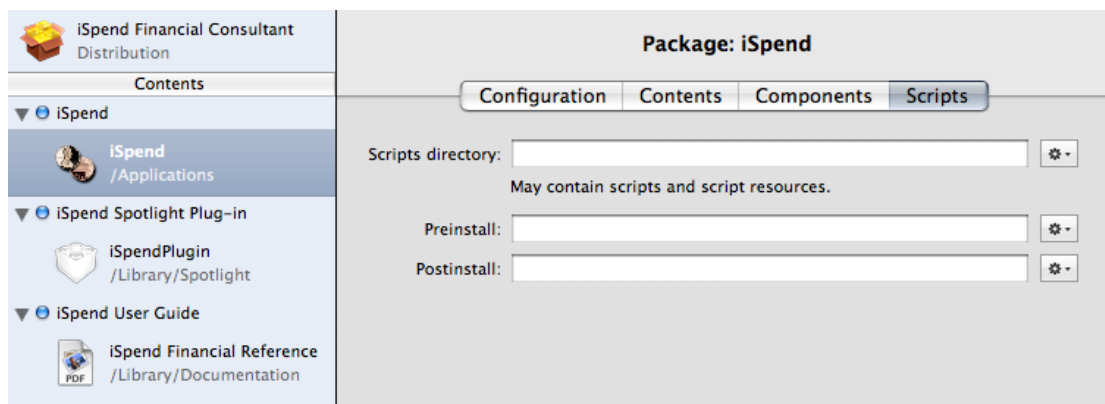 iSpend Financial Consultant
Distribution
Contents
iSpend
iSpend
/Applications
iSpend Spotlight Plug-in
iSpendPlugin
/Library/Spotlight
iSpend User Guide
PDF
iSpend Financial Reference
/Library/Documentation
Package: iSpend
Configuration Contents Components Scripts
Scripts directory:
May contain scripts and script resources.
Preinstall:
Postinstall: